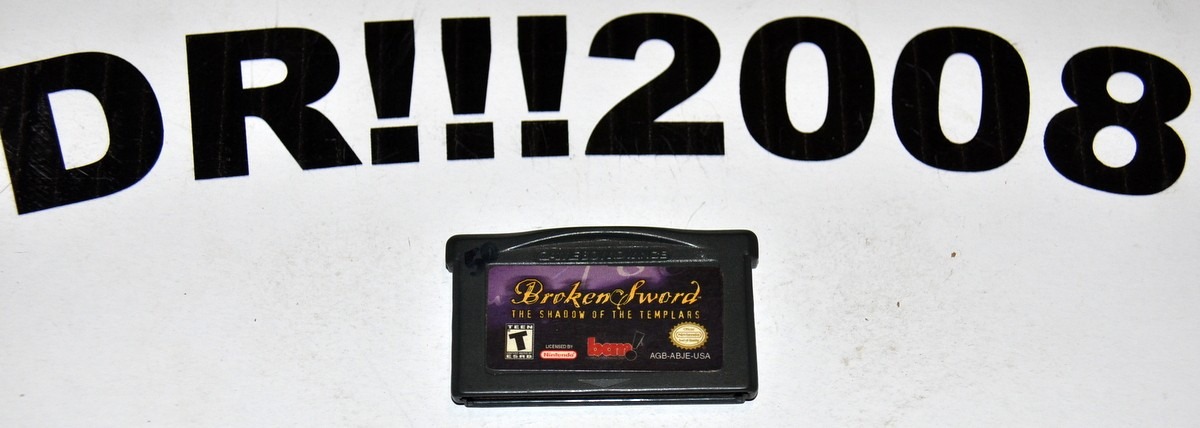 DR!!!2008
GAME BOY ADVANCE
Broken Sword
THE SHADOW OF THE TEMPLARS
TEEN
T
ESRB
LICENSED BY
Nintendo
bam!
AGB-ABJE-USA